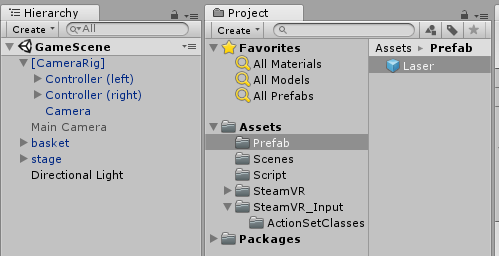 Hierarchy
Create
All
GameScene
[CameraRig]
Controller (left)
Controller (right)
Camera
Main Camera
basket
stage
Directional Light
Project
Create
Favorites
All Materials
All Models
All Prefabs
Assets
Prefab
Scenes
Script
SteamVR
SteamVR_Input
ActionSetClasses
Packages
Assets Prefab
Laser